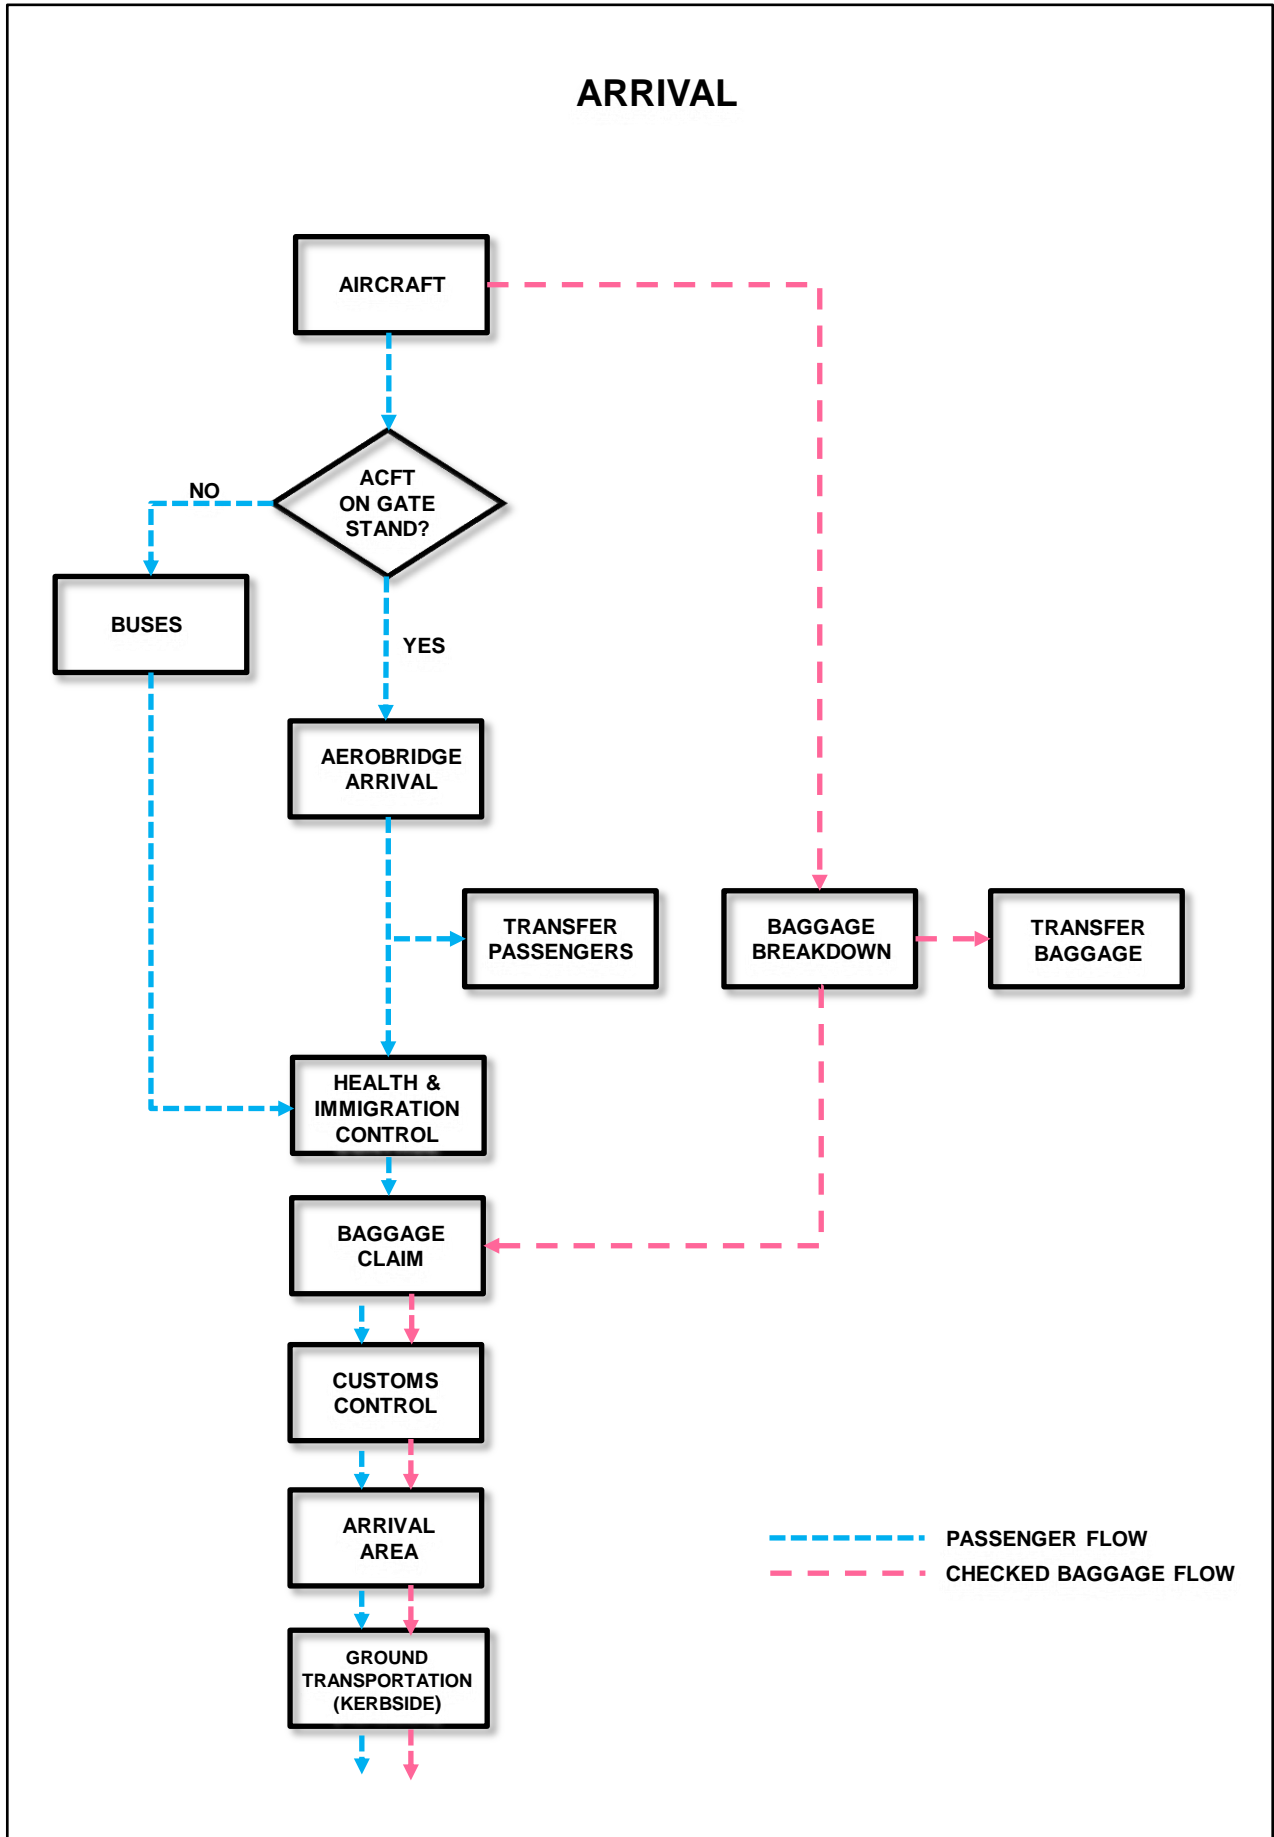 ARRIVAL
AIRCRAFT
ACFT
ON GATE
STAND?
NO
BUSES
YES
AEROBRIDGE
ARRIVAL
TRANSFER
PASSENGERS
BAGGAGE
BREAKDOWN
TRANSFER
BAGGAGE
HEALTH &
IMMIGRATION
CONTROL
BAGGAGE
CLAIM
CUSTOMS
CONTROL
ARRIVAL
AREA
PASSENGER FLOW
CHECKED BAGGAGE FLOW
GROUND
TRANSPORTATION
(KERBSIDE)